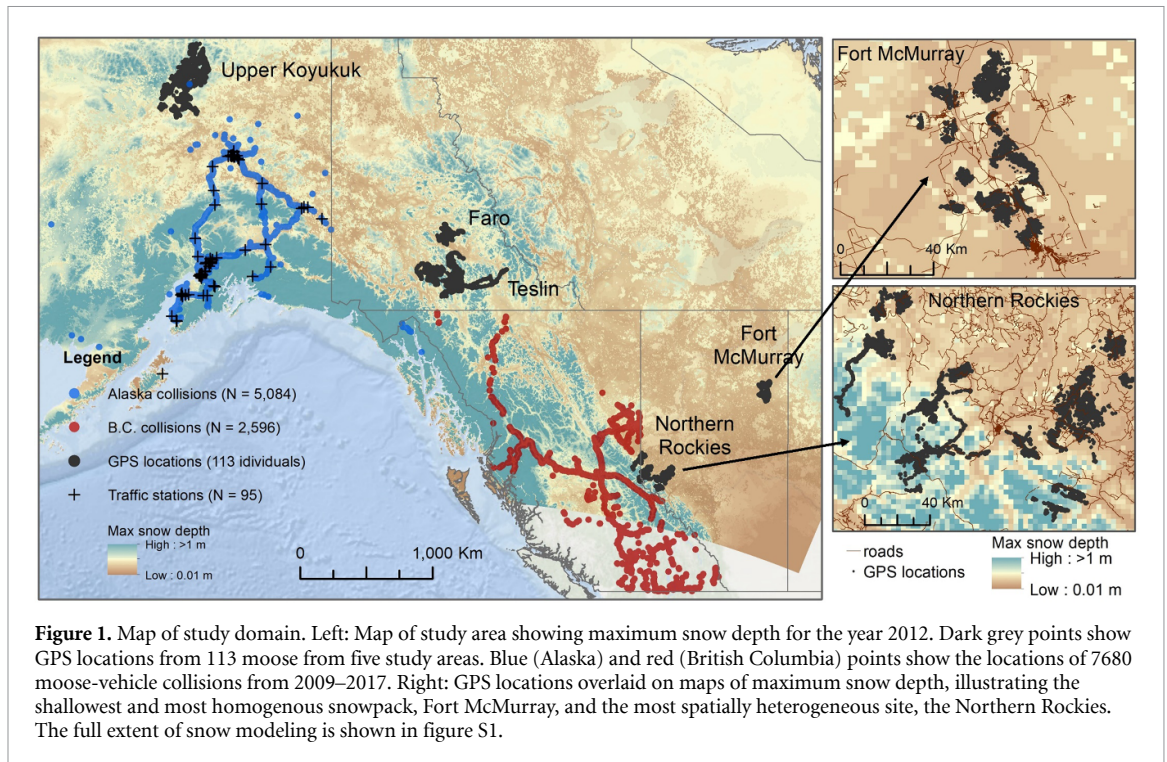 Upper Koyukuk
Faro
Teslin
Fort
McMurray
Northern
Rockies
Legend
Alaska collisions (N = 5,084)
B.C. collisions (N = 2,596)
GPS locations (113 idividuals)
Traffic stations (N = 95)
Max snow depth
High : >1 m
Low : 0.01 m
0 1,000 Km
Fort McMurray
0 40 Km
Northern Rockies
0 40 Km
roads
GPS locations
Max snow depth
High : >1 m
Low : 0.01 m
Figure 1. Map of study domain. Left: Map of study area showing maximum snow depth for the year 2012. Dark grey points show
GPS locations from 113 moose from five study areas. Blue (Alaska) and red (British Columbia) points show the locations of 7680
moose-vehicle collisions from 2009–2017. Right: GPS locations overlaid on maps of maximum snow depth, illustrating the
shallowest and most homogenous snowpack, Fort McMurray, and the most spatially heterogeneous site, the Northern Rockies.
The full extent of snow modeling is shown in figure S1.